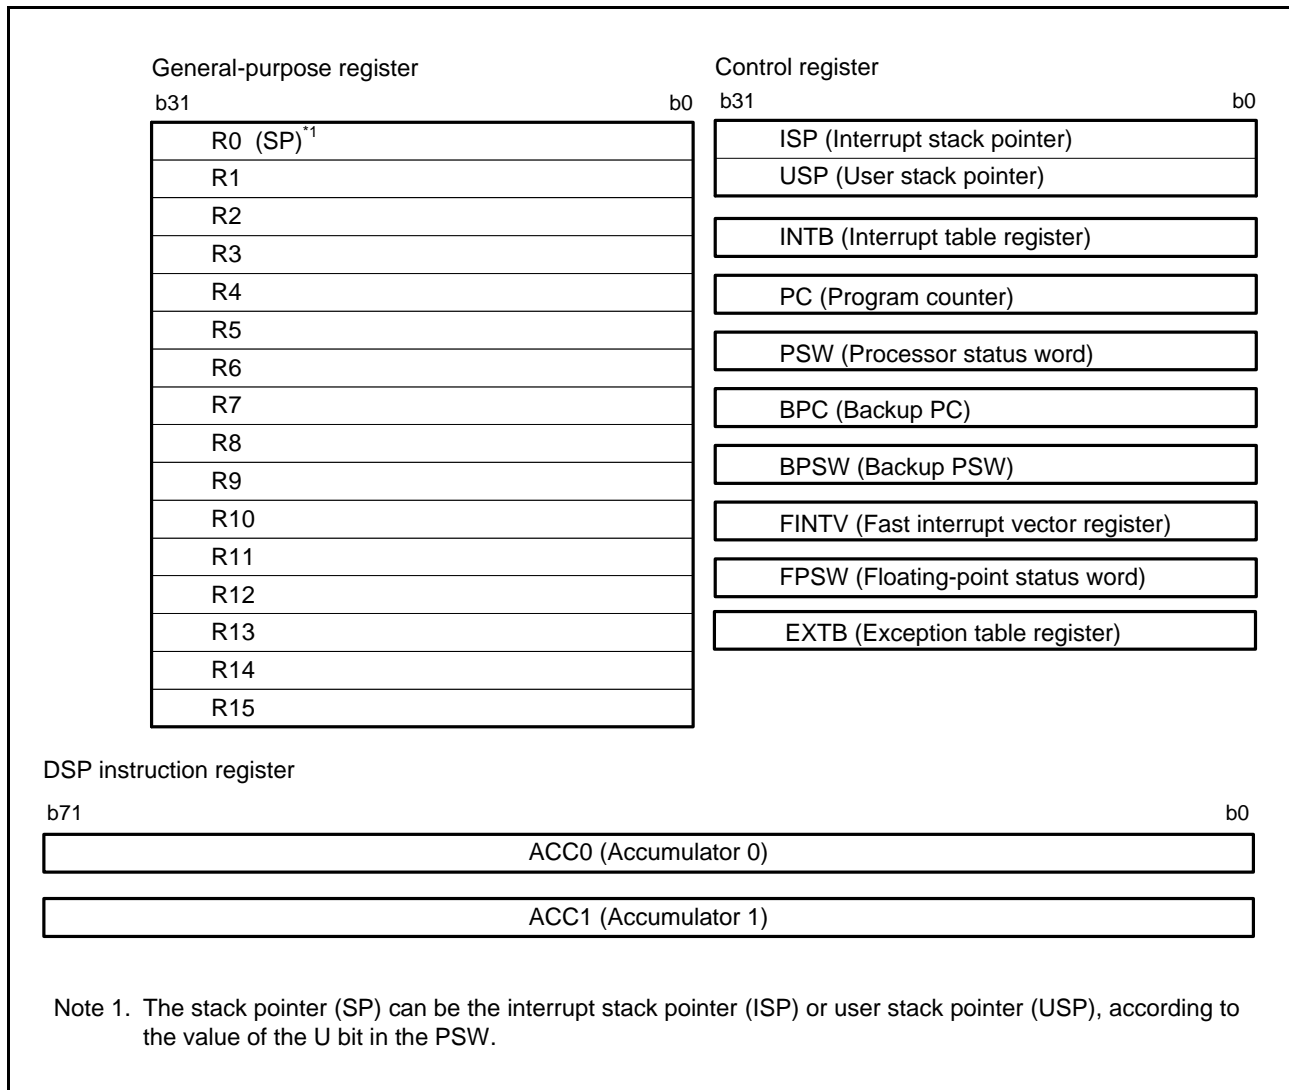 General-purpose register
b31 b0
R0 (SP)*1
R1
R2
R3
R4
R5
R6
R7
R8
R9
R10
R11
R12
R13
R14
R15
Control register
b31 b0
ISP (Interrupt stack pointer)
USP (User stack pointer)
INTB (Interrupt table register)
PC (Program counter)
PSW (Processor status word)
BPC (Backup PC)
BPSW (Backup PSW)
FINTV (Fast interrupt vector register)
FPSW (Floating-point status word)
EXTB (Exception table register)
DSP instruction register
b71 b0
ACC0 (Accumulator 0)
ACC1 (Accumulator 1)
Note 1. The stack pointer (SP) can be the interrupt stack pointer (ISP) or user stack pointer (USP), according to
the value of the U bit in the PSW.